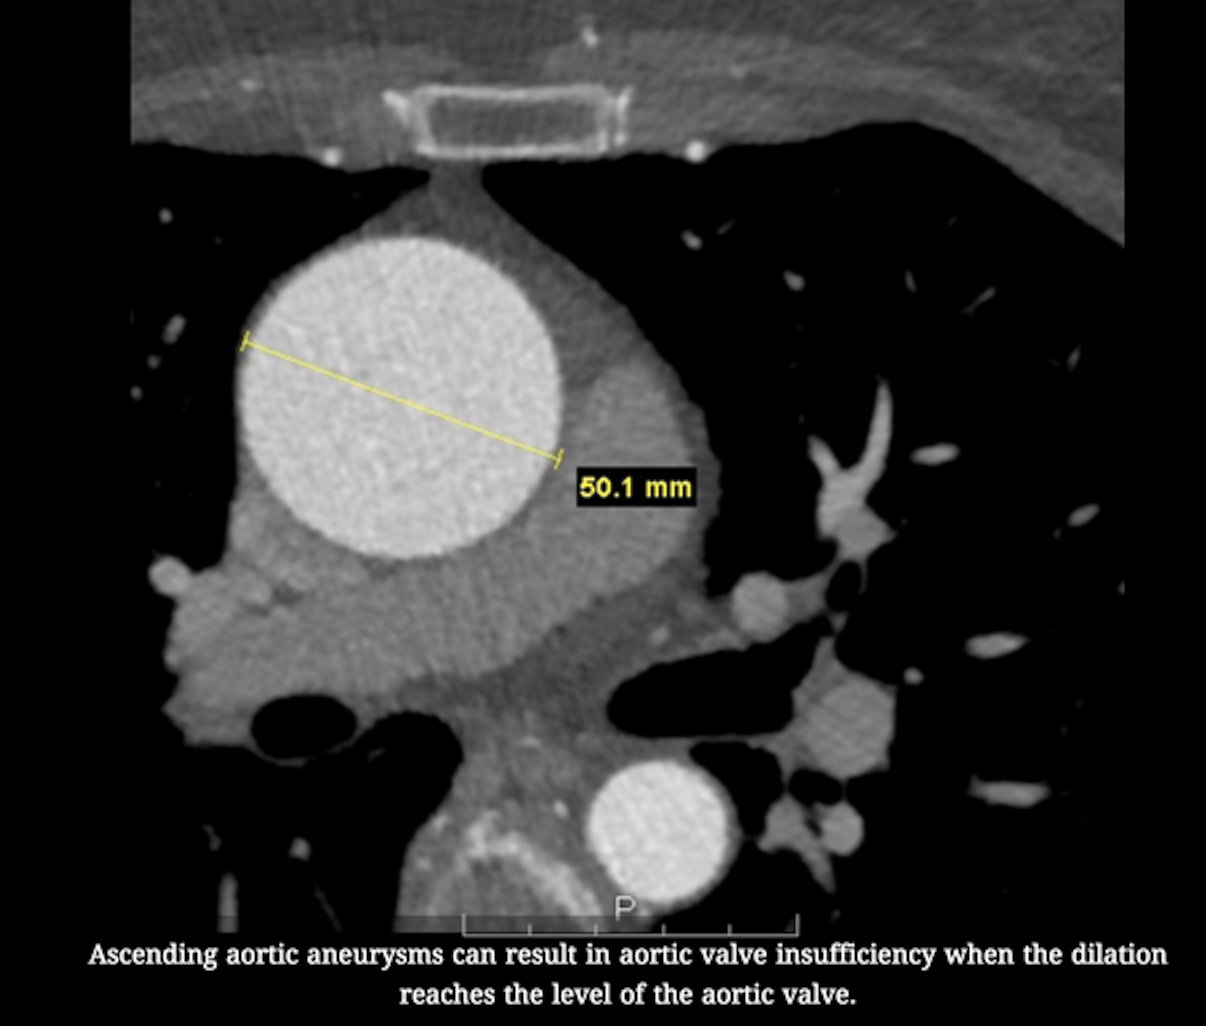 50.1 mm
P
Ascending aortic aneurysms can result in aortic valve insufficiency when the dilation
reaches the level of the aortic valve.